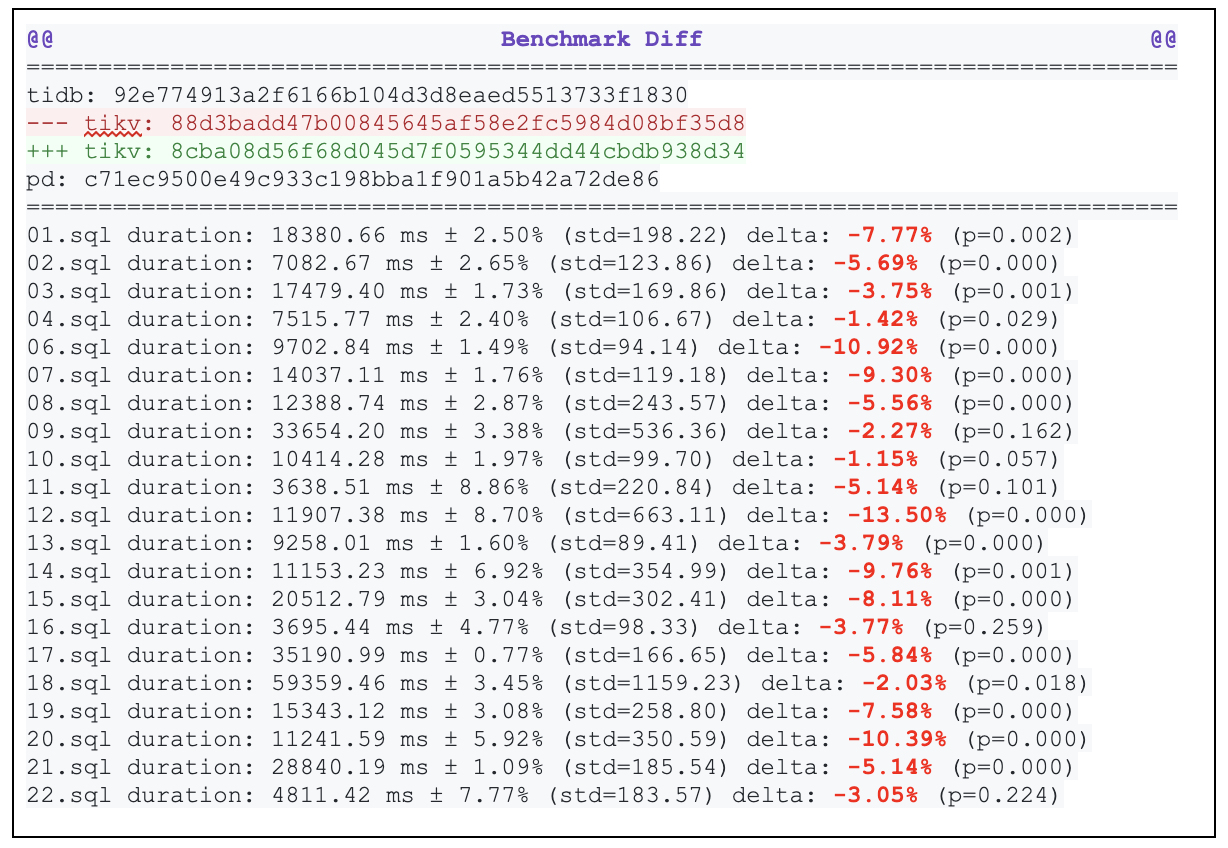 @@ Benchmark Diff @@
================================================================================
tidb: 92e774913a2f6166b104d3d8eaed5513733f1830
--- tikv: 88d3badd47b00845645af58e2fc5984d08bf35d8
+++ tikv: 8cba08d56f68d045d7f0595344dd44cbdb938d34
pd: c71ec9500e49c933c198bba1f901a5b42a72de86
================================================================================
01.sql duration: 18380.66 ms ± 2.50% (std=198.22) delta: -7.77% (p=0.002)
02.sql duration: 7082.67 ms ± 2.65% (std=123.86) delta: -5.69% (p=0.000)
03.sql duration: 17479.40 ms ± 1.73% (std=169.86) delta: -3.75% (p=0.001)
04.sql duration: 7515.77 ms ± 2.40% (std=106.67) delta: -1.42% (p=0.029)
06.sql duration: 9702.84 ms ± 1.49% (std=94.14) delta: -10.92% (p=0.000)
07.sql duration: 14037.11 ms ± 1.76% (std=119.18) delta: -9.30% (p=0.000)
08.sql duration: 12388.74 ms ± 2.87% (std=243.57) delta: -5.56% (p=0.000)
09.sql duration: 33654.20 ms ± 3.38% (std=536.36) delta: -2.27% (p=0.162)
10.sql duration: 10414.28 ms ± 1.97% (std=99.70) delta: -1.15% (p=0.057)
11.sql duration: 3638.51 ms ± 8.86% (std=220.84) delta: -5.14% (p=0.101)
12.sql duration: 11907.38 ms ± 8.70% (std=663.11) delta: -13.50% (p=0.000)
13.sql duration: 9258.01 ms ± 1.60% (std=89.41) delta: -3.79% (p=0.000)
14.sql duration: 11153.23 ms ± 6.92% (std=354.99) delta: -9.76% (p=0.001)
15.sql duration: 20512.79 ms ± 3.04% (std=302.41) delta: -8.11% (p=0.000)
16.sql duration: 3695.44 ms ± 4.77% (std=98.33) delta: -3.77% (p=0.259)
17.sql duration: 35190.99 ms ± 0.77% (std=166.65) delta: -5.84% (p=0.000)
18.sql duration: 59359.46 ms ± 3.45% (std=1159.23) delta: -2.03% (p=0.018)
19.sql duration: 15343.12 ms ± 3.08% (std=258.80) delta: -7.58% (p=0.000)
20.sql duration: 11241.59 ms ± 5.92% (std=350.59) delta: -10.39% (p=0.000)
21.sql duration: 28840.19 ms ± 1.09% (std=185.54) delta: -5.14% (p=0.000)
22.sql duration: 4811.42 ms ± 7.77% (std=183.57) delta: -3.05% (p=0.224)